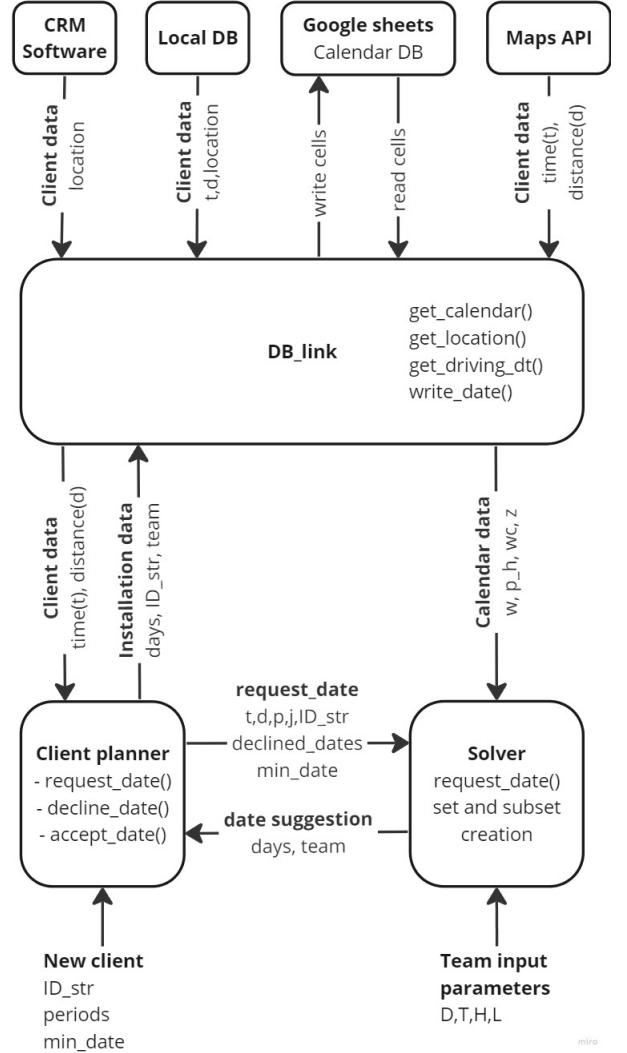 CRM
Software
Local DB
Google sheets
Calendar DB
Maps API
Client data
location
Client data
t,d,location
write cells
read cells
Client data
time(t),
distance(d)
DB_link
get_calendar()
get_location()
get_driving_dt()
write_date()
Client data
time(t), distance(d)
Installation data
days, ID_str, team
Calendar data
w, p_h, wc, z
request_date
t,d,p,j,ID_str
declined_dates
min_date
Client planner
- request_date()
- decline_date()
- accept_date()
Solver
request_date()
set and subset
creation
date suggestion
days, team
New client
ID_str
periods
min_date
Team input
parameters
D,T,H,L
miro